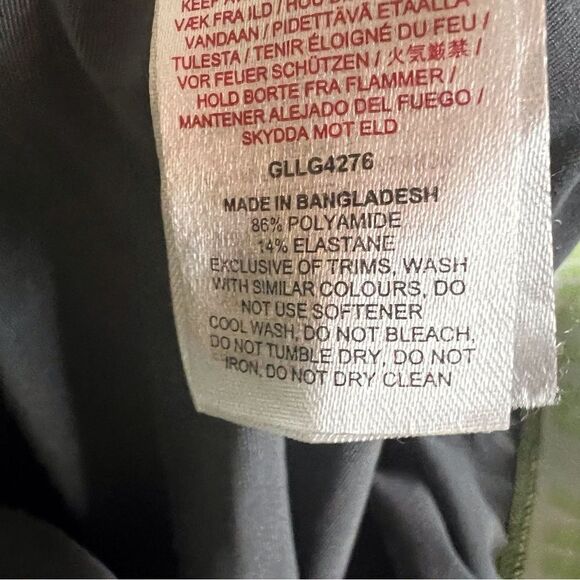 KEEP
VÆK FRA ILD / HOU
VANDAAN / PIDETTÄVÄ ETÄÄLLÄ
TULESTA / TENIR ÉLOIGNÉ DU FEU /
VOR FEUER SCHÜTZEN / 火気厳禁 /
HOLD BORTE FRA FLAMMER /
MANTENER ALEJADO DEL FUEGO /
SKYDDA MOT ELD
GLLG4276
MADE IN BANGLADESH
86% POLYAMIDE
14% ELASTANE
EXCLUSIVE OF TRIMS, WASH
WITH SIMILAR COLOURS, DO
NOT USE SOFTENER
COOL WASH, DO NOT BLEACH,
DO NOT TUMBLE DRY, DO NOT
IRON, DO NOT DRY CLEAN